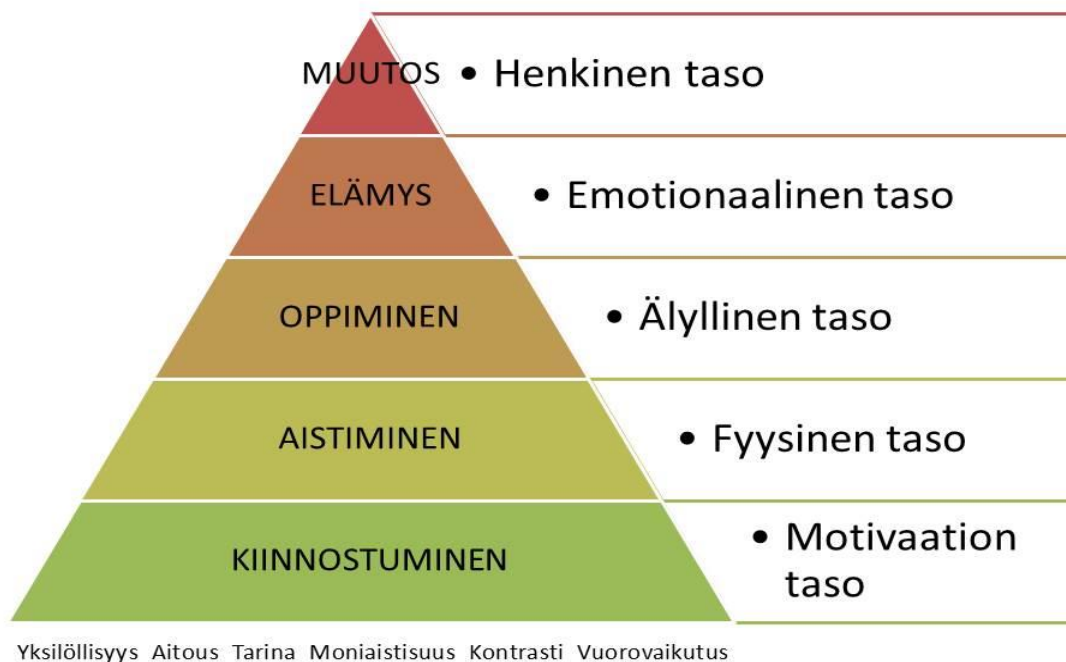 MUUTOS • Henkinen taso
ELÄMYS • Emotionaalinen taso
OPPIMINEN • Älyllinen taso
AISTIMINEN • Fyysinen taso
KIINNOSTUMINEN • Motivaation
taso
Yksilöllisyys Aitous Tarina Moniaistisuus Kontrasti Vuorovaikutus